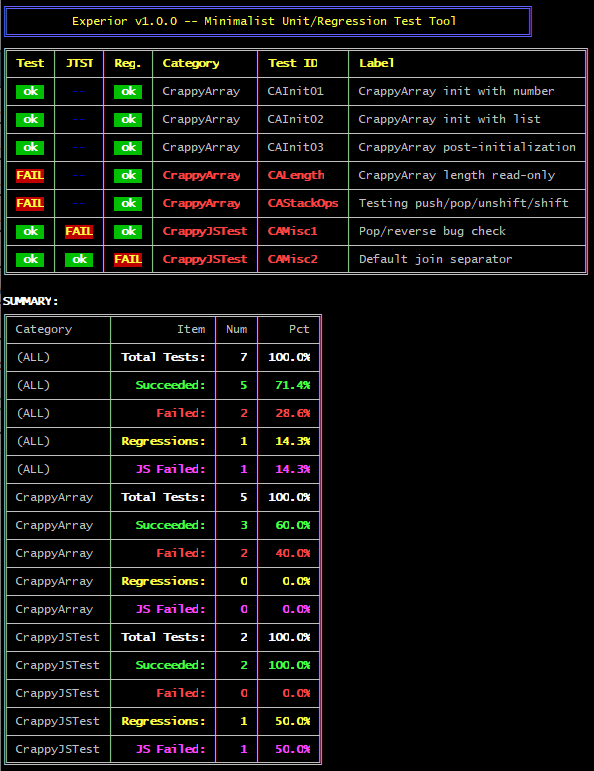 Experior v1.0.0 -- Minimalist Unit/Regression Test Tool
Test JTST Reg. Category Test ID Label
ok -- ok CrappyArray CAInit01 CrappyArray init with number
ok -- ok CrappyArray CAInit02 CrappyArray init with list
ok -- ok CrappyArray CAInit03 CrappyArray post-initialization
FAIL -- ok CrappyArray CALength CrappyArray length read-only
FAIL -- ok CrappyArray CAStackOps Testing push/pop/unshift/shift
ok FAIL ok CrappyJSTest CAMisc1 Pop/reverse bug check
ok ok FAIL CrappyJSTest CAMisc2 Default join separator
SUMMARY:
Category Item Num Pct
(ALL) Total Tests: 7 100.0%
(ALL) Succeeded: 5 71.4%
(ALL) Failed: 2 28.6%
(ALL) Regressions: 1 14.3%
(ALL) JS Failed: 1 14.3%
CrappyArray Total Tests: 5 100.0%
CrappyArray Succeeded: 3 60.0%
CrappyArray Failed: 2 40.0%
CrappyArray Regressions: 0 0.0%
CrappyArray JS Failed: 0 0.0%
CrappyJSTest Total Tests: 2 100.0%
CrappyJSTest Succeeded: 2 100.0%
CrappyJSTest Failed: 0 0.0%
CrappyJSTest Regressions: 1 50.0%
CrappyJSTest JS Failed: 1 50.0%